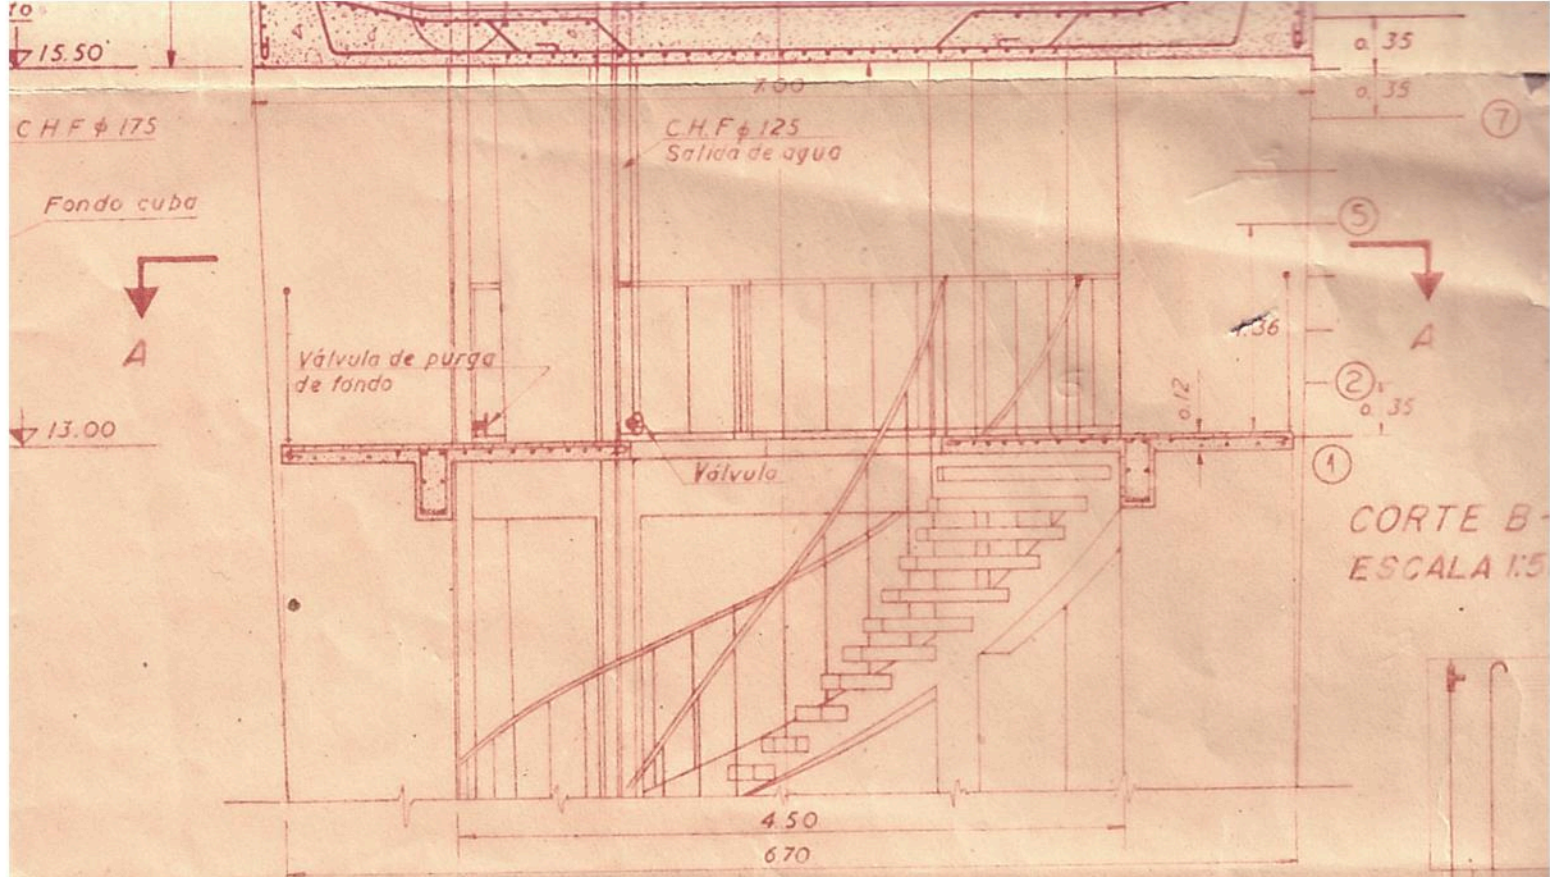 15.50
0. 35
0. 35
7.00
7
C H F ϕ 175
C.H.F ϕ 125
Salida de agua
Fondo cuba
5
A
A
1.36
Válvula de purga
de fondo
0.12
2
0. 35
13.00
Válvula
1
CORTE B-
ESCALA 1:5
4.50
6.70